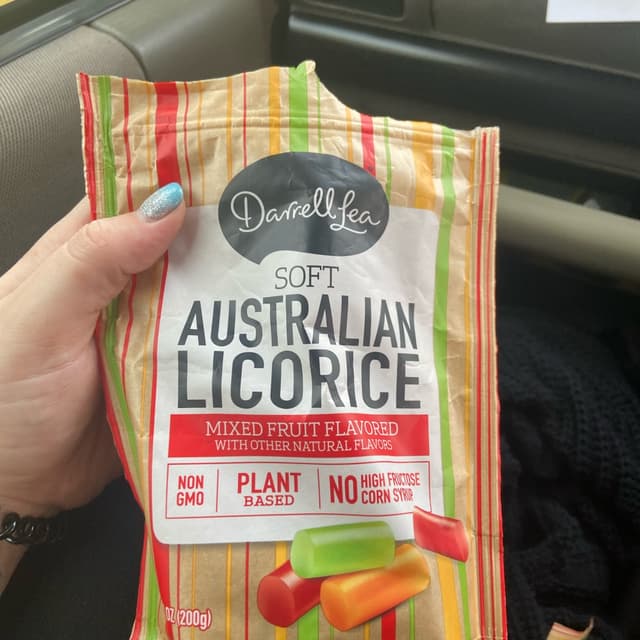 Darrell Lea
SOFT
AUSTRALIAN
LICORICE
MIXED FRUIT FLAVORED
WITH OTHER NATURAL FLAVORS
NON
GMO
PLANT
BASED
NO HIGH FRUCTOSE
CORN SYRUP
OZ (200g)